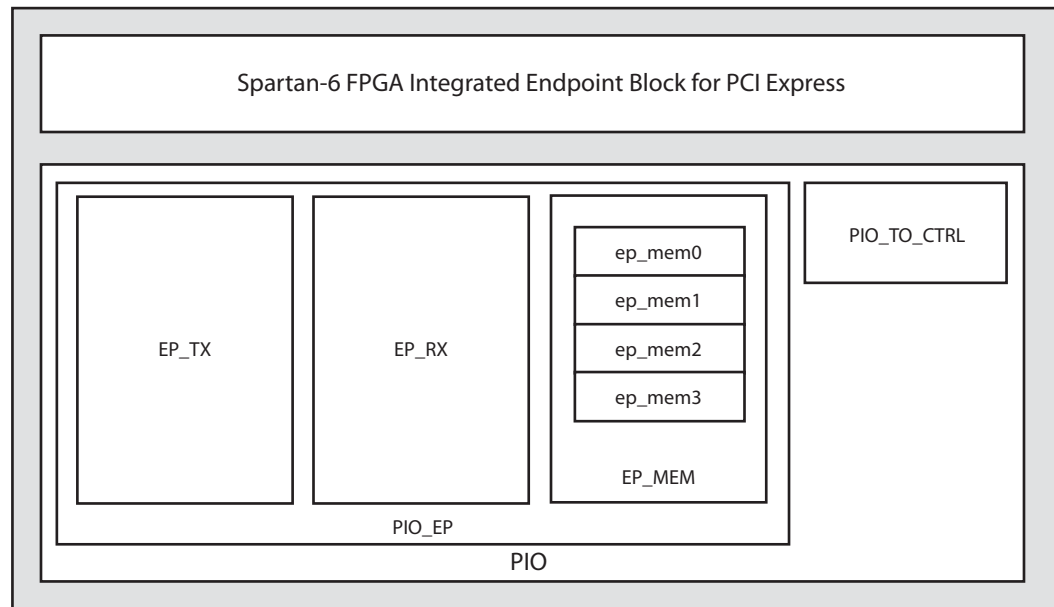 Spartan-6 FPGA Integrated Endpoint Block for PCI Express
PIO_TO_CTRL
ep_mem0
ep_mem1
ep_mem2
ep_mem3
EP_TX
EP_RX
EP_MEM
PIO_EP
PIO